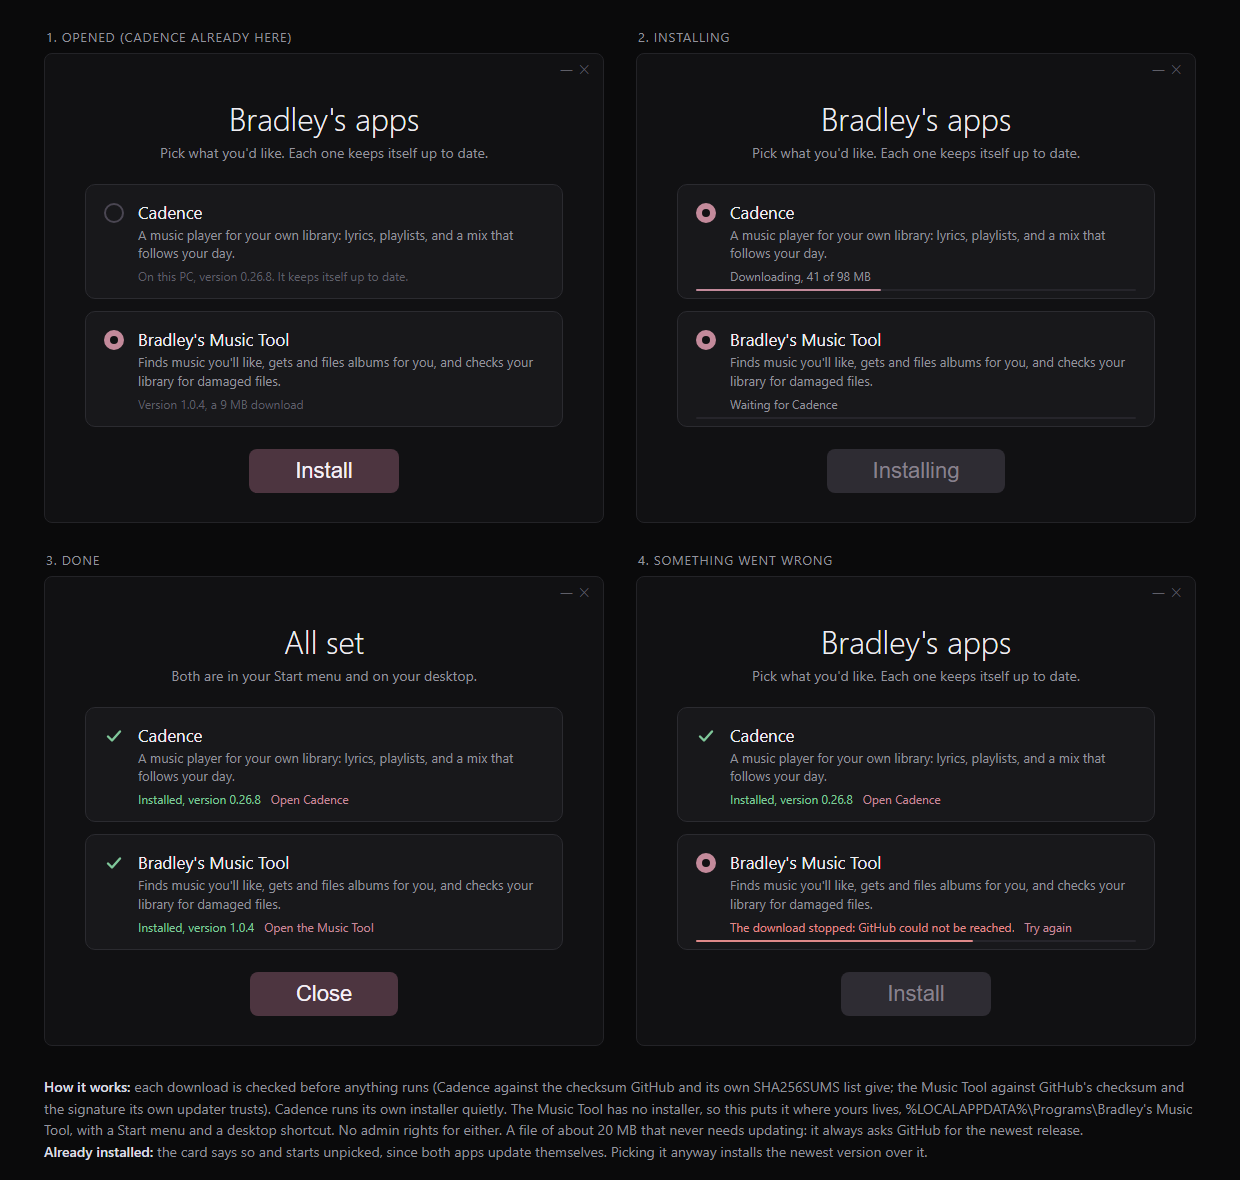 1. OPENED (CADENCE ALREADY HERE)
Bradley's apps
Pick what you'd like. Each one keeps itself up to date.
Cadence
A music player for your own library: lyrics, playlists, and a mix that
follows your day.
On this PC, version 0.26.8. It keeps itself up to date.
Bradley's Music Tool
Finds music you'll like, gets and files albums for you, and checks your
library for damaged files.
Version 1.0.4, a 9 MB download
Install
2. INSTALLING
Bradley's apps
Pick what you'd like. Each one keeps itself up to date.
Cadence
A music player for your own library: lyrics, playlists, and a mix that
follows your day.
Downloading, 41 of 98 MB
Bradley's Music Tool
Finds music you'll like, gets and files albums for you, and checks your
library for damaged files.
Waiting for Cadence
Installing
3. DONE
All set
Both are in your Start menu and on your desktop.
Cadence
A music player for your own library: lyrics, playlists, and a mix that
follows your day.
Installed, version 0.26.8 Open Cadence
Bradley's Music Tool
Finds music you'll like, gets and files albums for you, and checks your
library for damaged files.
Installed, version 1.0.4 Open the Music Tool
Close
4. SOMETHING WENT WRONG
Bradley's apps
Pick what you'd like. Each one keeps itself up to date.
Cadence
A music player for your own library: lyrics, playlists, and a mix that
follows your day.
Installed, version 0.26.8 Open Cadence
Bradley's Music Tool
Finds music you'll like, gets and files albums for you, and checks your
library for damaged files.
The download stopped: GitHub could not be reached. Try again
Install
How it works: each download is checked before anything runs (Cadence against the checksum GitHub and its own SHA256SUMS list give; the Music Tool against GitHub's checksum and
the signature its own updater trusts). Cadence runs its own installer quietly. The Music Tool has no installer, so this puts it where yours lives, %LOCALAPPDATA%\Programs\Bradley's Music
Tool, with a Start menu and a desktop shortcut. No admin rights for either. A file of about 20 MB that never needs updating: it always asks GitHub for the newest release.
Already installed: the card says so and starts unpicked, since both apps update themselves. Picking it anyway installs the newest version over it.